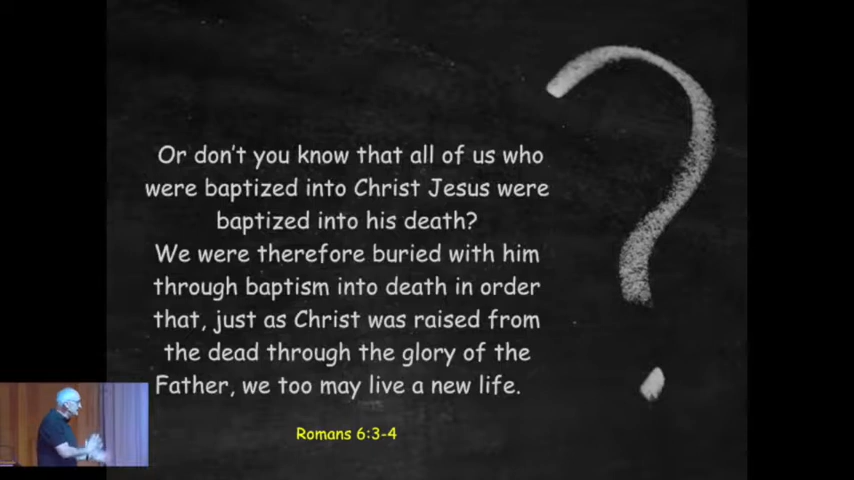 Or don't you know that all of us who
were baptized into Christ Jesus were
baptized into his death?
We were therefore buried with him
through baptism into death in order
that, just as Christ was raised from
the dead through the glory of the
Father, we too may live a new life.
Romans 6:3-4